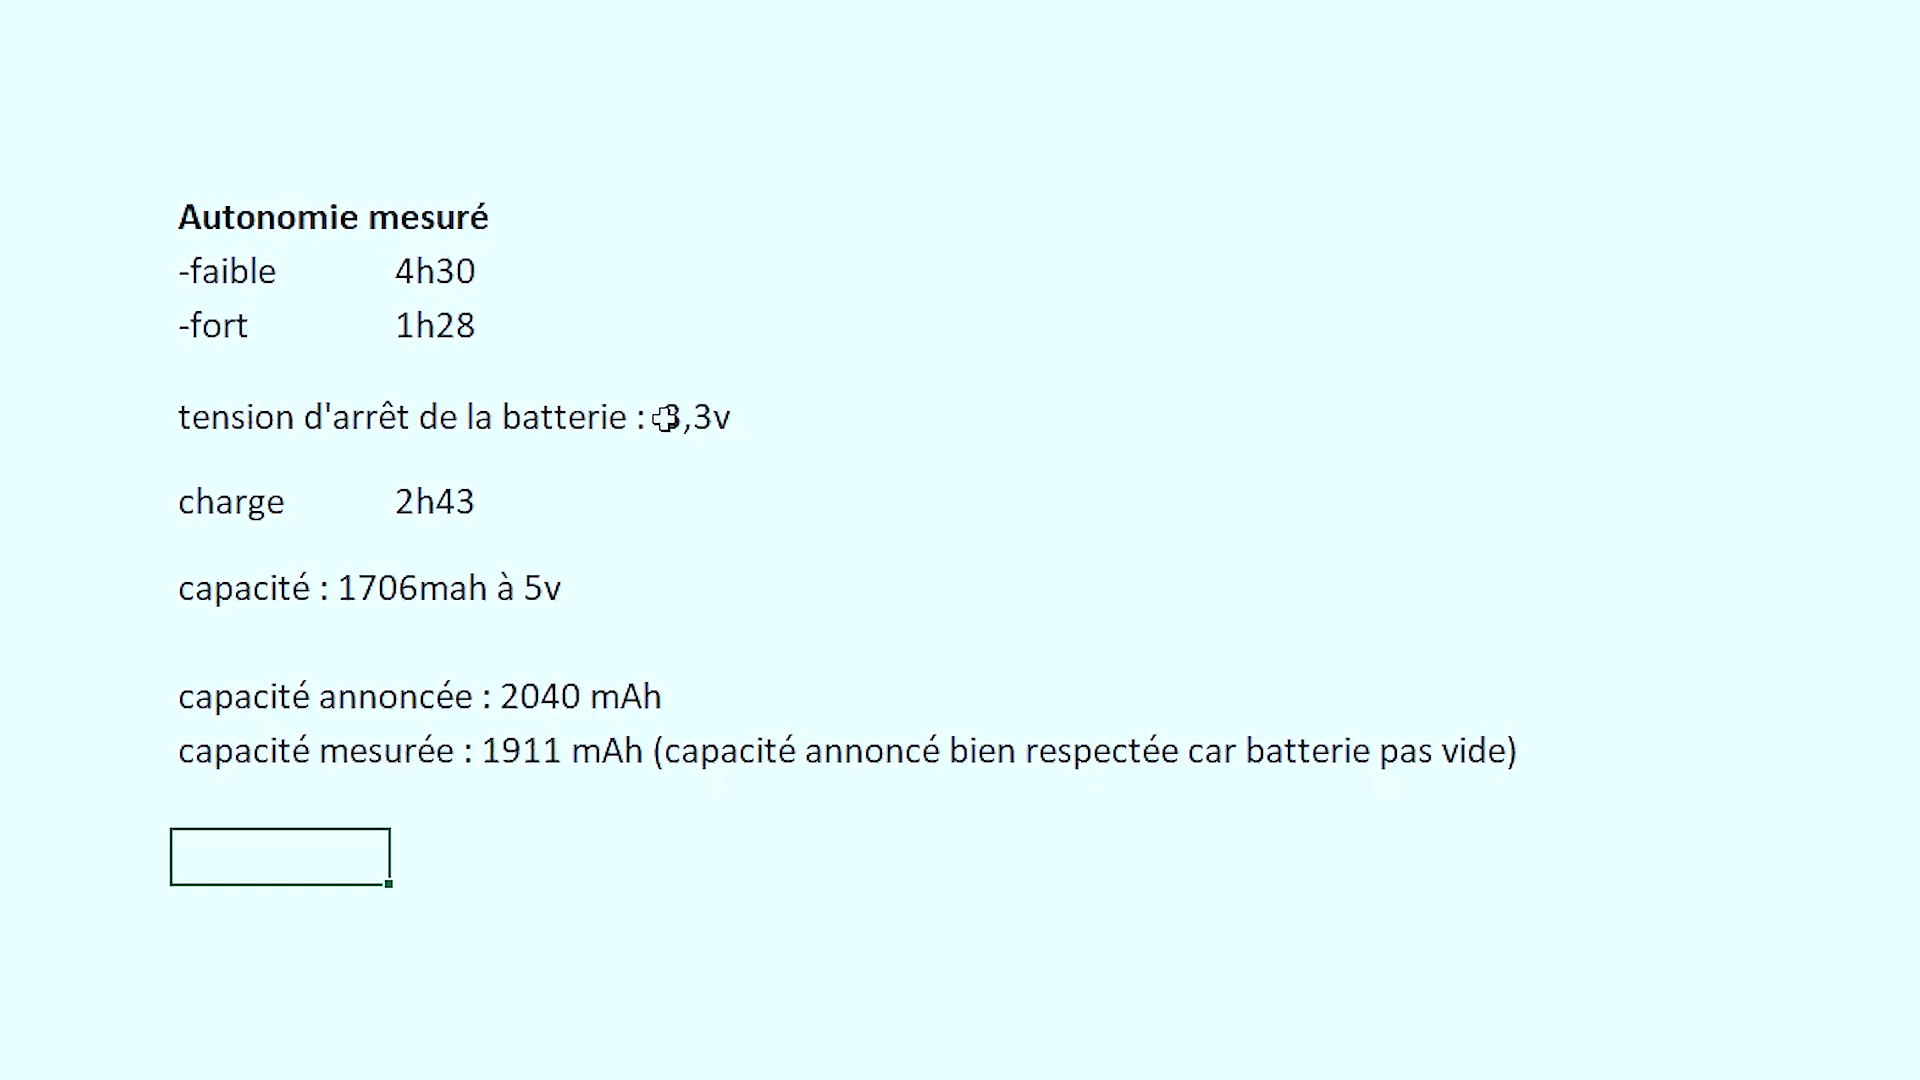 Autonomie mesuré
-faible 4h30
-fort 1h28
tension d'arrêt de la batterie : 3,3v
charge 2h43
capacité : 1706mah à 5v
capacité annoncée : 2040 mAh
capacité mesurée : 1911 mAh (capacité annoncé bien respectée car batterie pas vide)